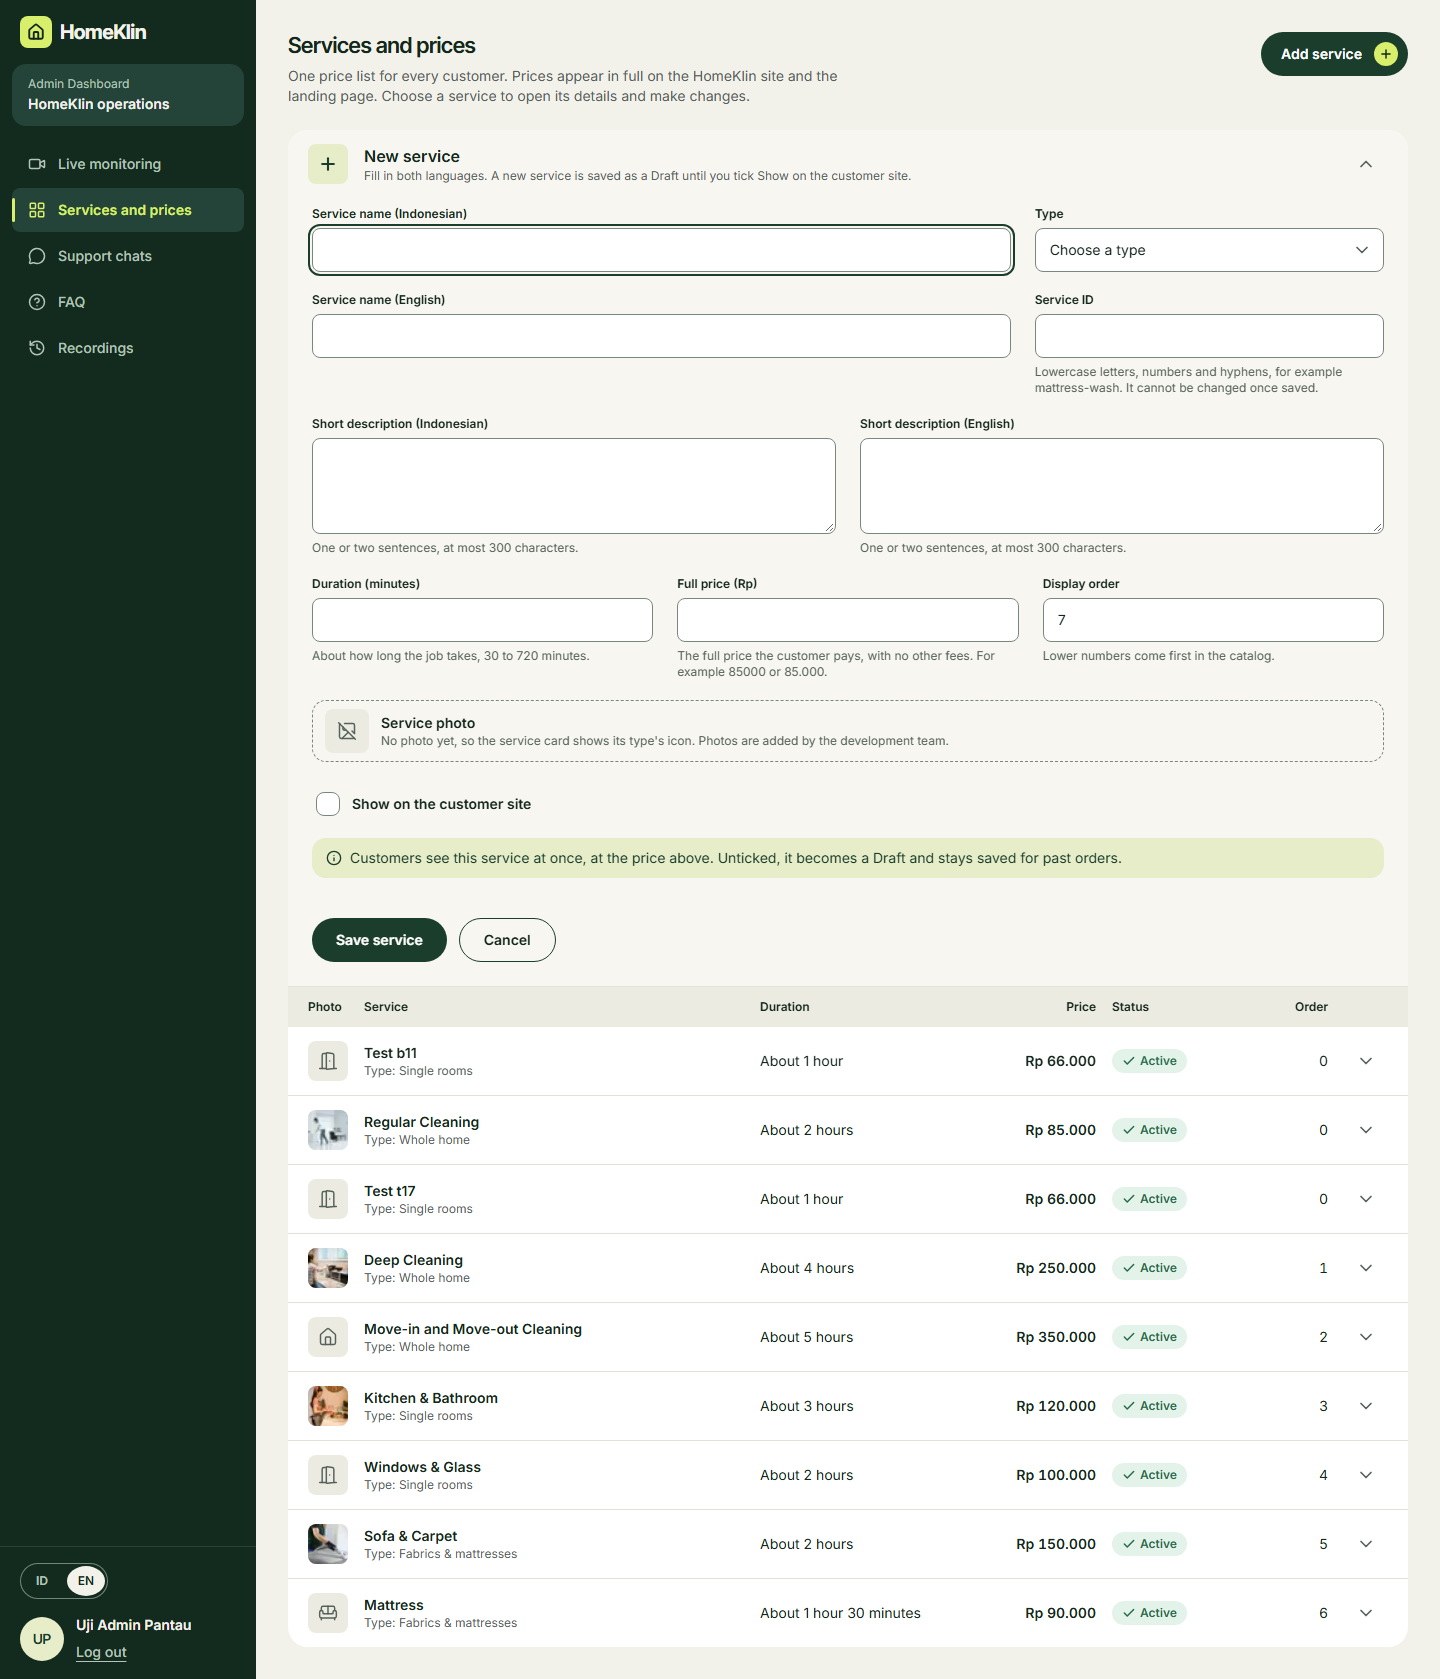 HomeKlin
Admin Dashboard
HomeKlin operations
Live monitoring
Services and prices
Support chats
FAQ
Recordings
ID
EN
UP
Uji Admin Pantau
Log out
Services and prices
One price list for every customer. Prices appear in full on the HomeKlin site and the
landing page. Choose a service to open its details and make changes.
Add service
New service
Fill in both languages. A new service is saved as a Draft until you tick Show on the customer site.
Service name (Indonesian)
Type
Choose a type
Service name (English)
Service ID
Lowercase letters, numbers and hyphens, for example
mattress-wash. It cannot be changed once saved.
Short description (Indonesian)
Short description (English)
One or two sentences, at most 300 characters.
One or two sentences, at most 300 characters.
Duration (minutes)
Full price (Rp)
Display order
7
About how long the job takes, 30 to 720 minutes.
The full price the customer pays, with no other fees. For
example 85000 or 85.000.
Lower numbers come first in the catalog.
Service photo
No photo yet, so the service card shows its type's icon. Photos are added by the development team.
Show on the customer site
Customers see this service at once, at the price above. Unticked, it becomes a Draft and stays saved for past orders.
Save service
Cancel
Photo Service Duration Price Status Order
Test b11
Type: Single rooms
About 1 hour Rp 66.000 Active 0
Regular Cleaning
Type: Whole home
About 2 hours Rp 85.000 Active 0
Test t17
Type: Single rooms
About 1 hour Rp 66.000 Active 0
Deep Cleaning
Type: Whole home
About 4 hours Rp 250.000 Active 1
Move-in and Move-out Cleaning
Type: Whole home
About 5 hours Rp 350.000 Active 2
Kitchen & Bathroom
Type: Single rooms
About 3 hours Rp 120.000 Active 3
Windows & Glass
Type: Single rooms
About 2 hours Rp 100.000 Active 4
Sofa & Carpet
Type: Fabrics & mattresses
About 2 hours Rp 150.000 Active 5
Mattress
Type: Fabrics & mattresses
About 1 hour 30 minutes Rp 90.000 Active 6